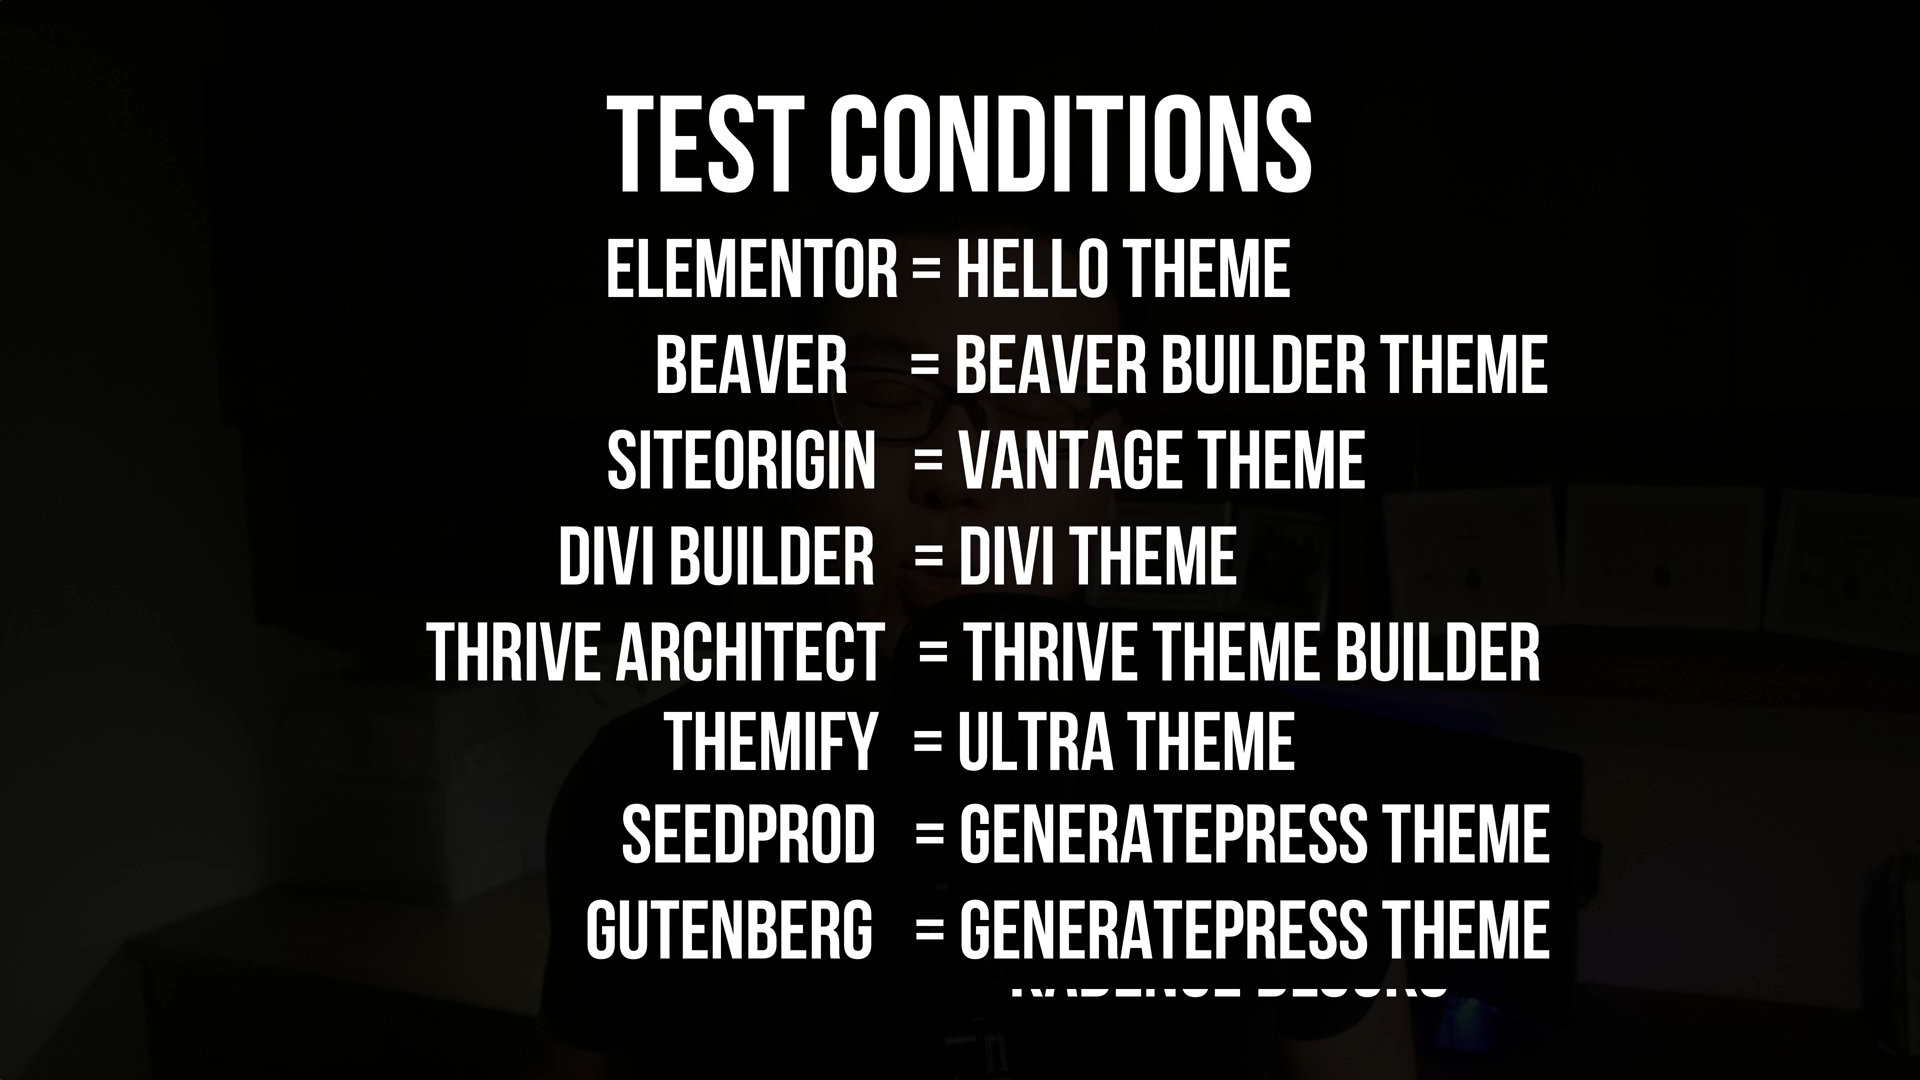 TEST CONDITIONS
ELEMENTOR = HELLO THEME
BEAVER = BEAVER BUILDER THEME
SITEORIGIN = VANTAGE THEME
DIVI BUILDER = DIVI THEME
THRIVE ARCHITECT = THRIVE THEME BUILDER
THEMIFY = ULTRA THEME
SEEDPROD = GENERATEPRESS THEME
GUTENBERG = GENERATEPRESS THEME